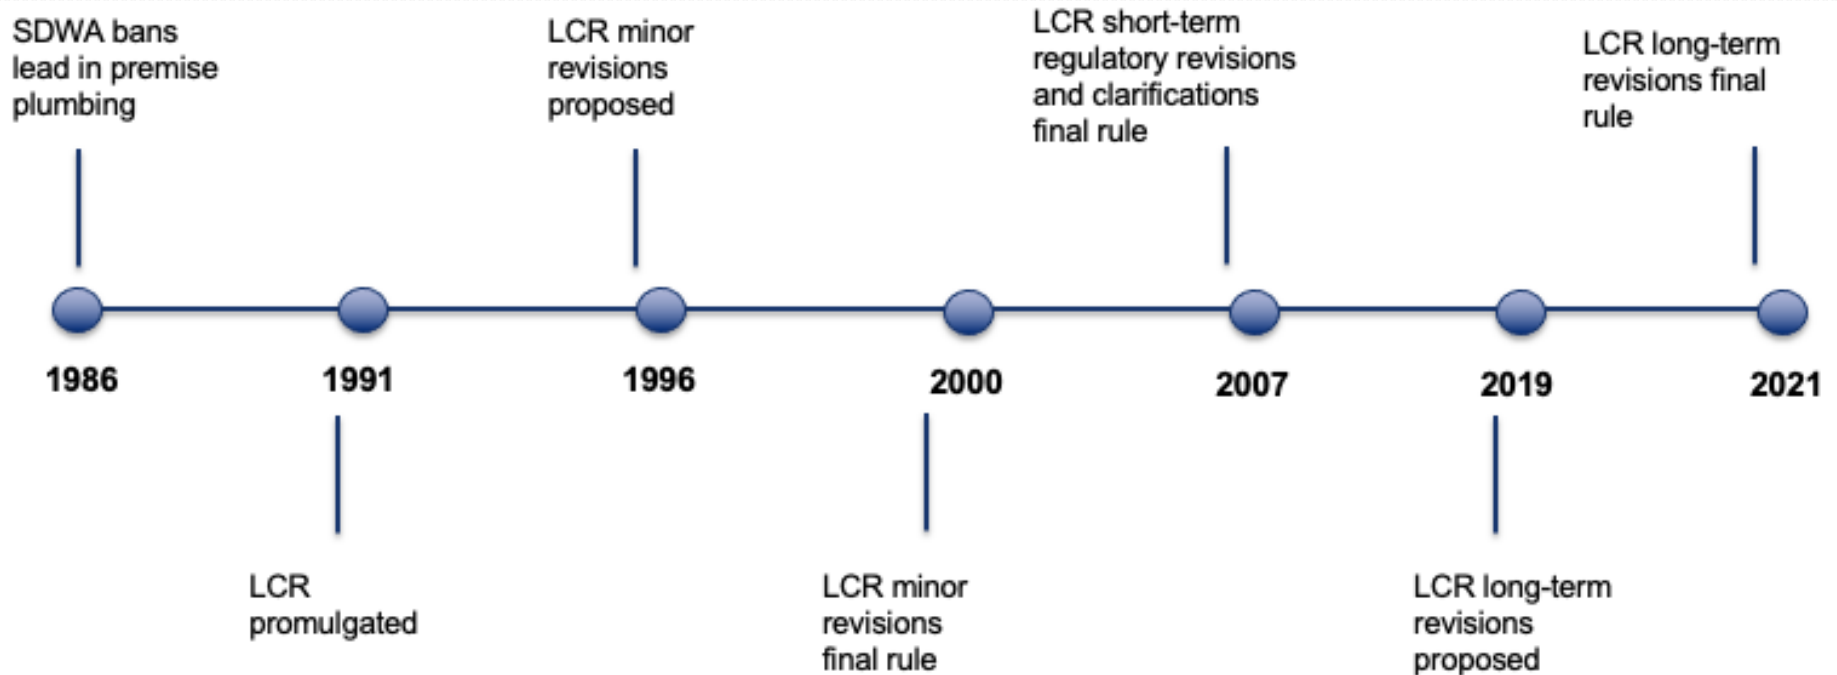 SDWA bans
lead in premise
plumbing
LCR minor
revisions
proposed
LCR short-term
regulatory revisions
and clarifications
final rule
LCR long-term
revisions final
rule
1986
1991
1996
2000
2007
2019
2021
LCR
promulgated
LCR minor
revisions
final rule
LCR long-term
revisions
proposed